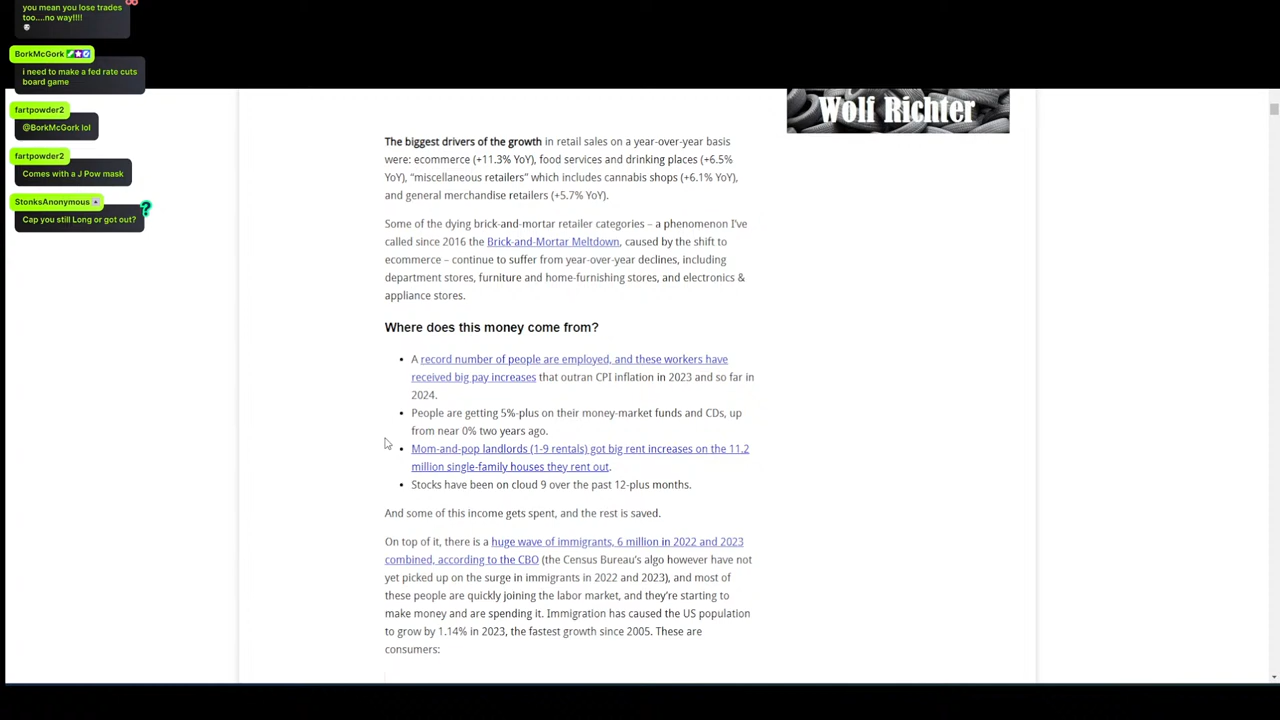 you mean you lose trades
too....no way!!!!
BorkMcGork
i need to make a fed rate cuts
board game
fartpowder2
@BorkMcGork lol
fartpowder2
Comes with a J Pow mask
StonksAnonymous
Cap you still Long or got out?
?
Wolf Richter
The biggest drivers of the growth in retail sales on a year-over-year basis
were: ecommerce (+11.3% YoY), food services and drinking places (+6.5%
YoY), “miscellaneous retailers” which includes cannabis shops (+6.1% YoY),
and general merchandise retailers (+5.7% YoY).
Some of the dying brick-and-mortar retailer categories – a phenomenon I’ve
called since 2016 the Brick-and-Mortar Meltdown, caused by the shift to
ecommerce – continue to suffer from year-over-year declines, including
department stores, furniture and home-furnishing stores, and electronics &
appliance stores.
Where does this money come from?
• A record number of people are employed, and these workers have
received big pay increases that outran CPI inflation in 2023 and so far in
2024.
• People are getting 5%-plus on their money-market funds and CDs, up
from near 0% two years ago.
• Mom-and-pop landlords (1-9 rentals) got big rent increases on the 11.2
million single-family houses they rent out.
• Stocks have been on cloud 9 over the past 12-plus months.
And some of this income gets spent, and the rest is saved.
On top of it, there is a huge wave of immigrants, 6 million in 2022 and 2023
combined, according to the CBO (the Census Bureau’s algo however have not
yet picked up on the surge in immigrants in 2022 and 2023), and most of
these people are quickly joining the labor market, and they’re starting to
make money and are spending it. Immigration has caused the US population
to grow by 1.14% in 2023, the fastest growth since 2005. These are
consumers: